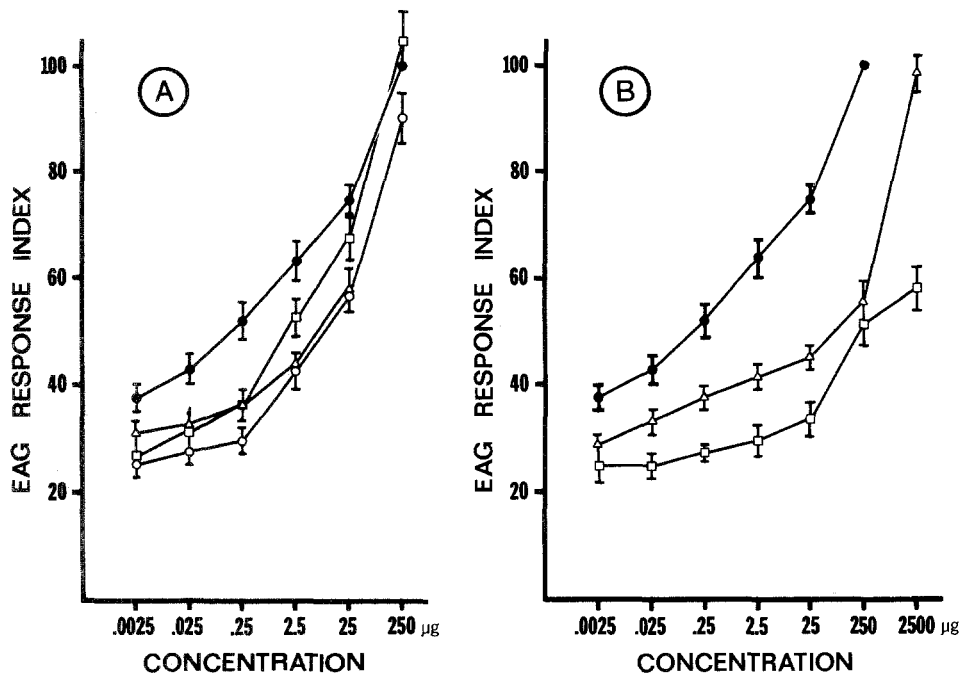 A
EAG RESPONSE INDEX
100
80
60
40
20
.0025 .025 .25 2.5 25 250 µg
CONCENTRATION
B
EAG RESPONSE INDEX
100
80
60
40
20
.0025 .025 .25 2.5 25 250 2500 µg
CONCENTRATION